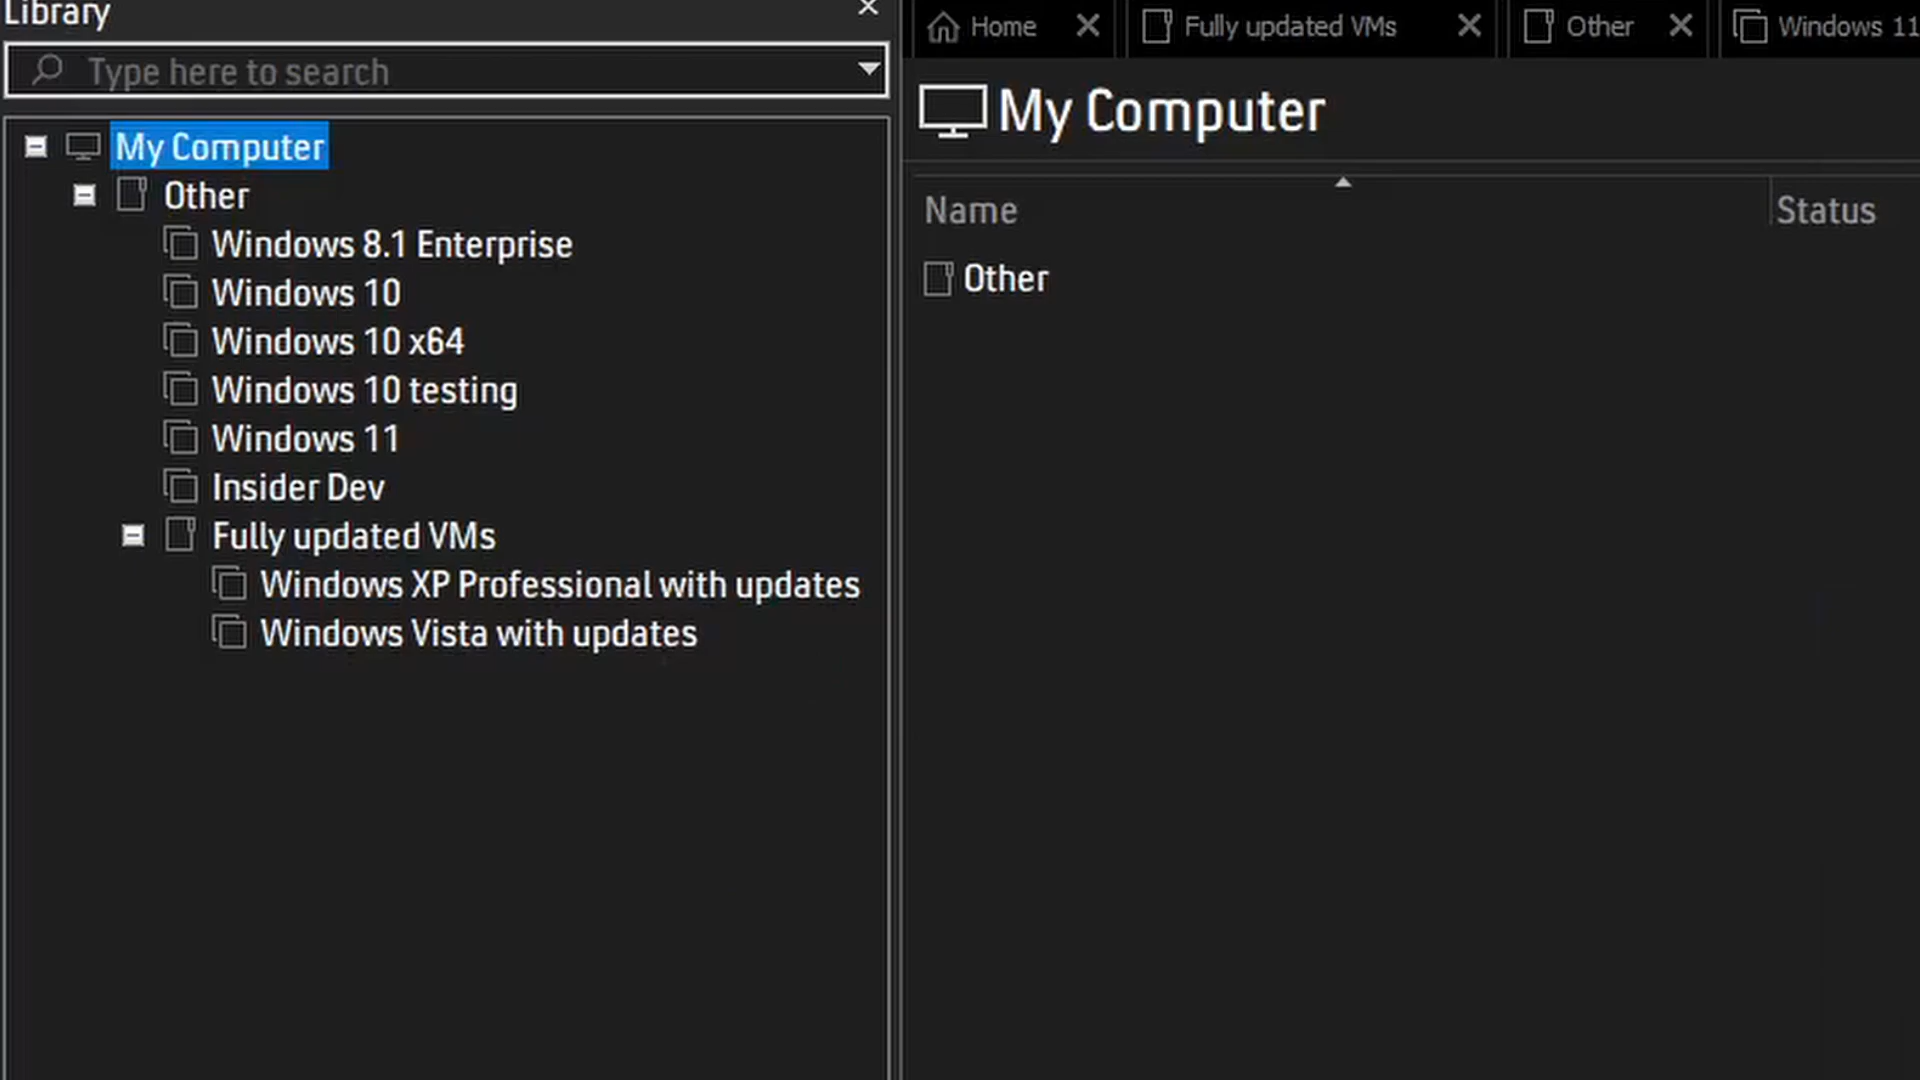 Library
Type here to search
My Computer
Other
Windows 8.1 Enterprise
Windows 10
Windows 10 x64
Windows 10 testing
Windows 11
Insider Dev
Fully updated VMs
Windows XP Professional with updates
Windows Vista with updates
Home
Fully updated VMs
Other
Windows 11
My Computer
Name
Status
Other